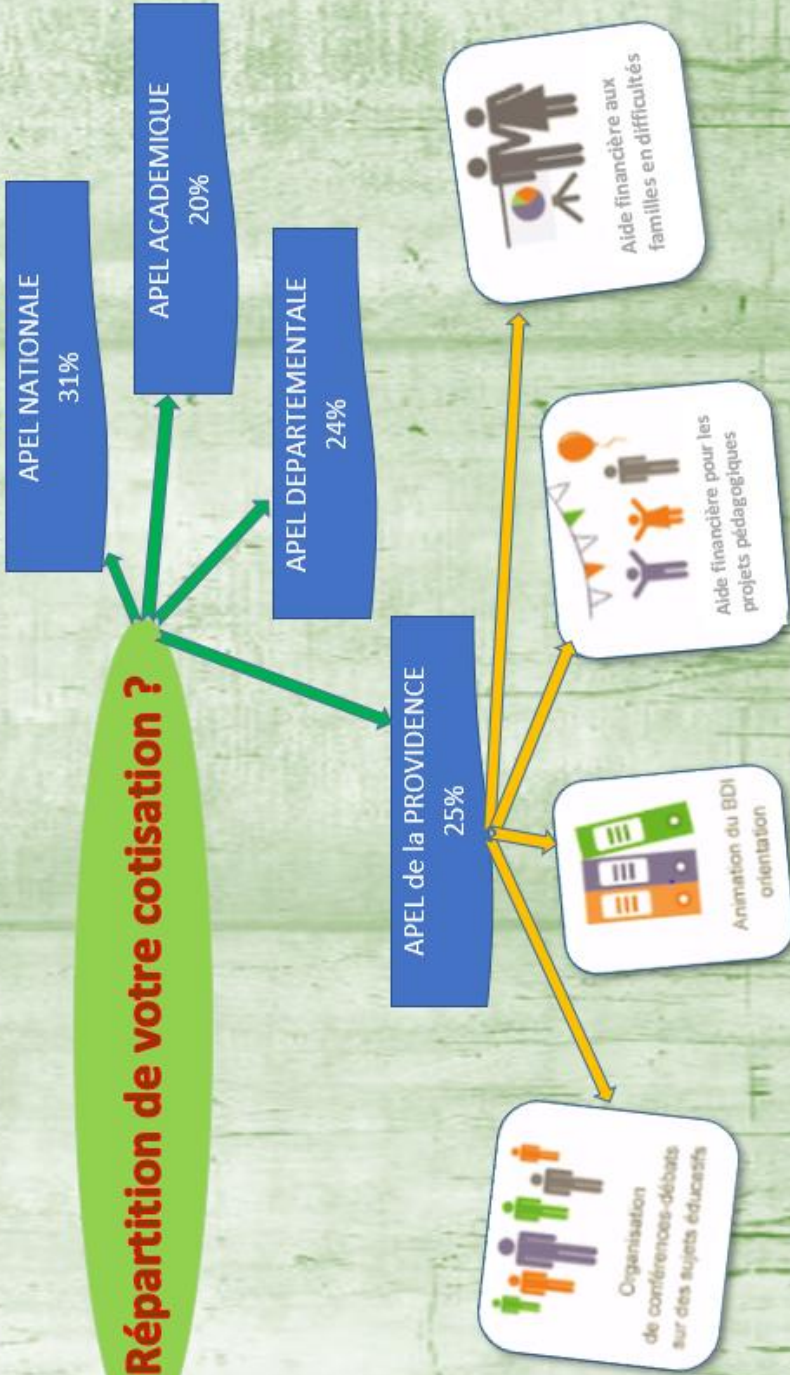 Répartition de votre cotisation ?
APEL NATIONALE
31%
APEL ACADEMIQUE
20%
APEL DEPARTEMENTALE
24%
APEL de la PROVIDENCE
25%
Organisation
de conférences-débats
sur des sujets éducatifs
Animation du BDI
orientation
Aide financière pour les
projets pédagogiques
Aide financière aux
familles en difficultés